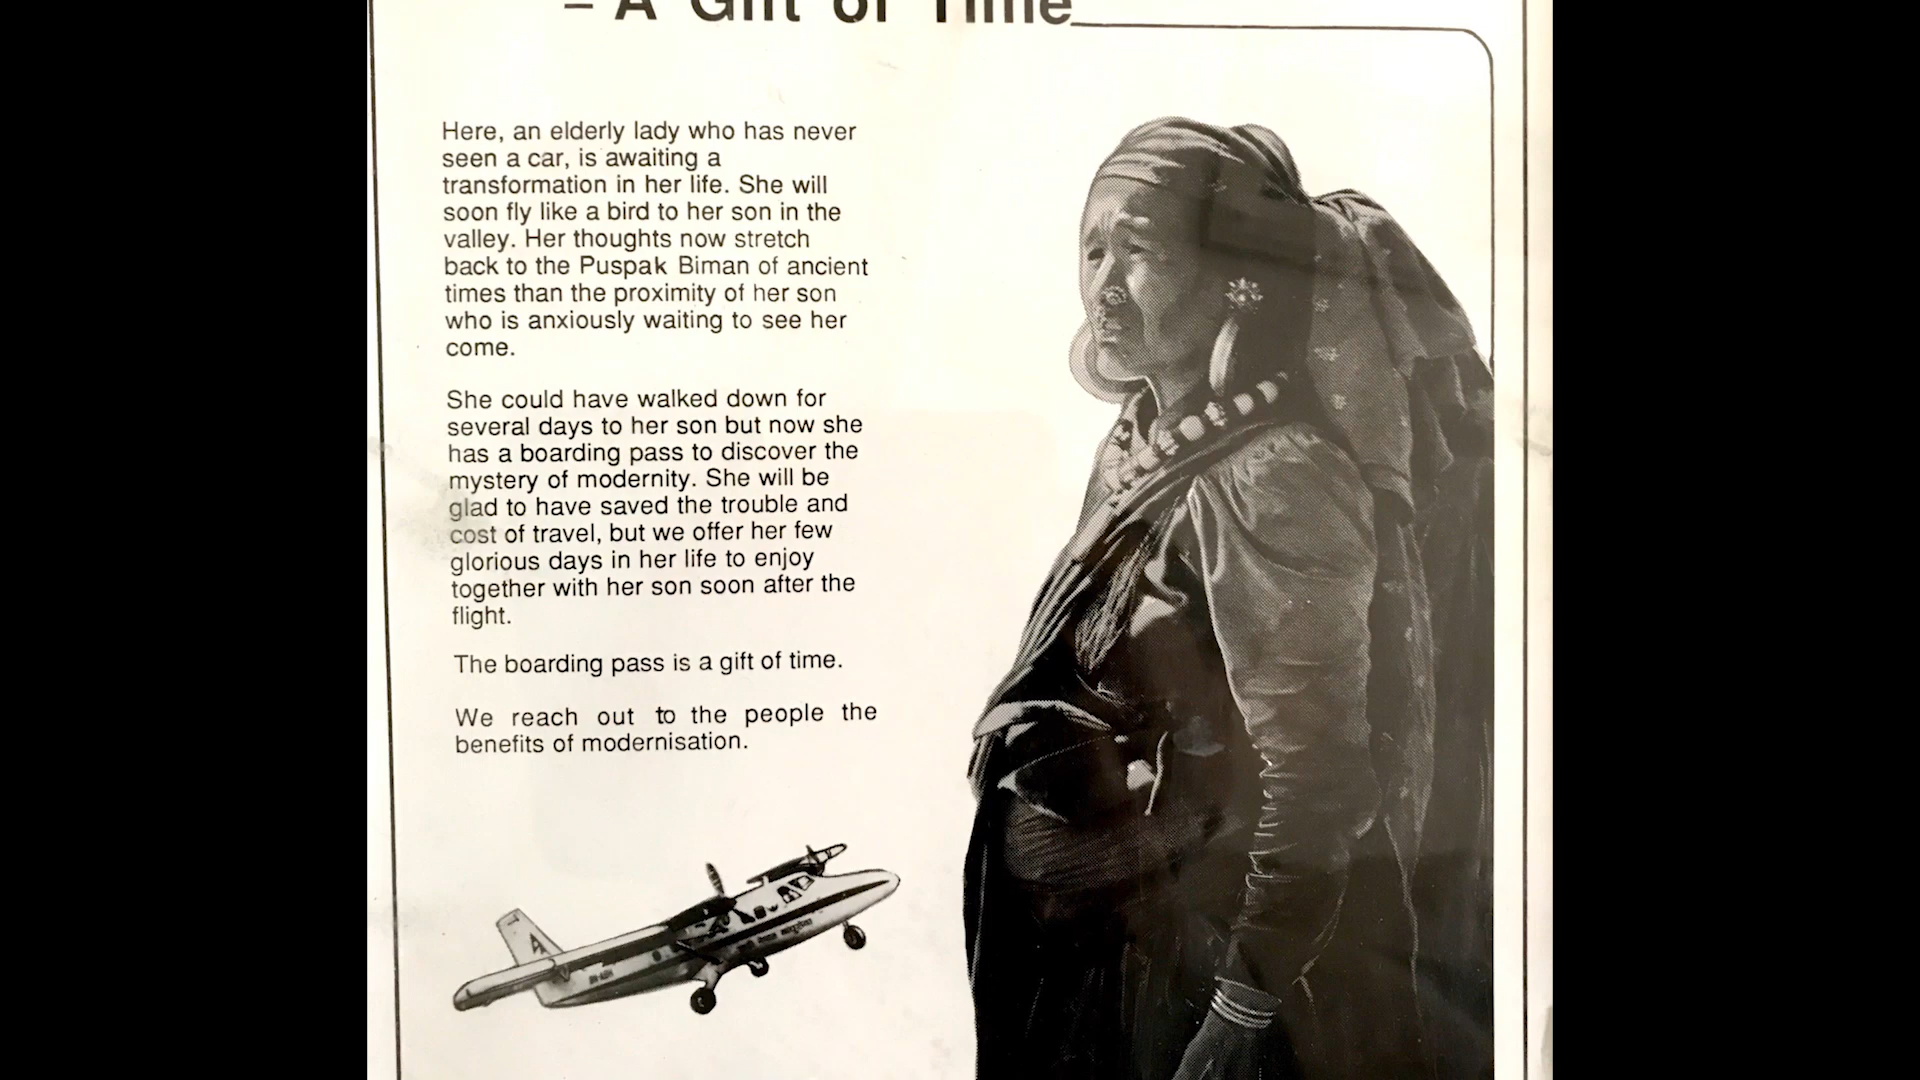 – A Gift of Time
Here, an elderly lady who has never
seen a car, is awaiting a
transformation in her life. She will
soon fly like a bird to her son in the
valley. Her thoughts now stretch
back to the Puspak Biman of ancient
times than the proximity of her son
who is anxiously waiting to see her
come.
She could have walked down for
several days to her son but now she
has a boarding pass to discover the
mystery of modernity. She will be
glad to have saved the trouble and
cost of travel, but we offer her few
glorious days in her life to enjoy
together with her son soon after the
flight.
The boarding pass is a gift of time.
We reach out to the people the
benefits of modernisation.